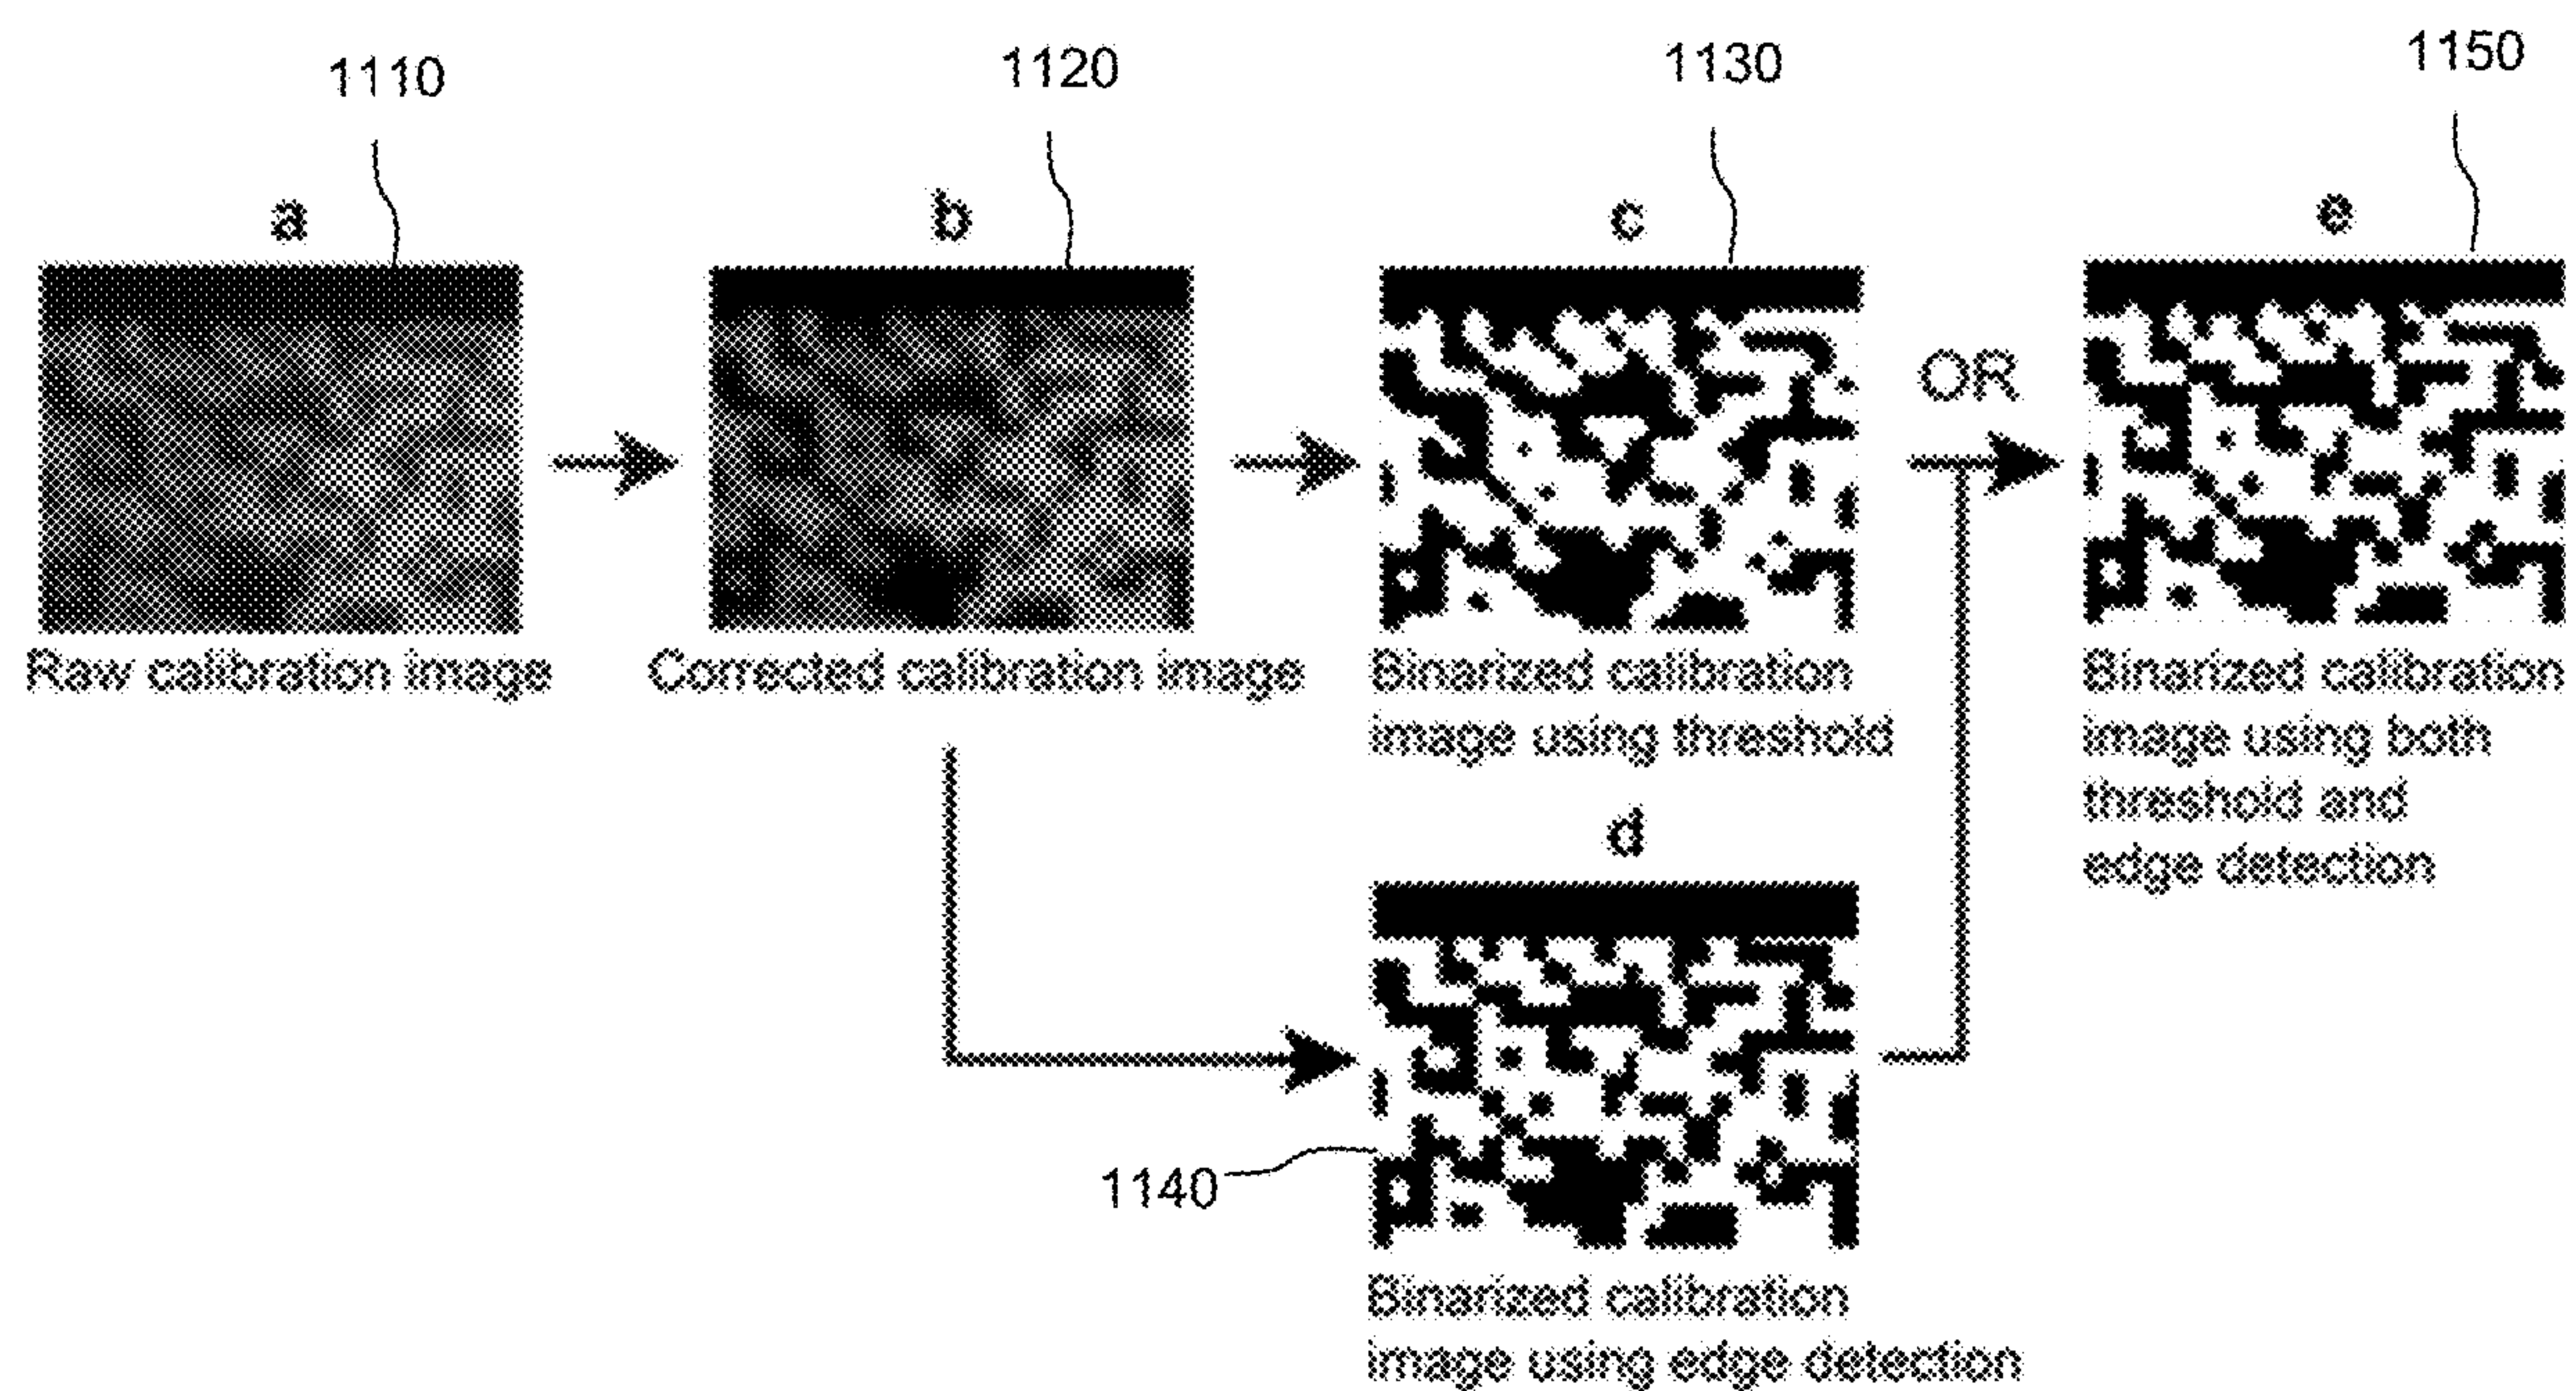 1110
1120
1130
1150
a
b
c
e
OR
Raw calibration image
Corrected calibration image
Binarized calibration
image using threshold
Binarized calibration
image using both
threshold and
edge detection
d
1140
Binarized calibration
image using edge detection